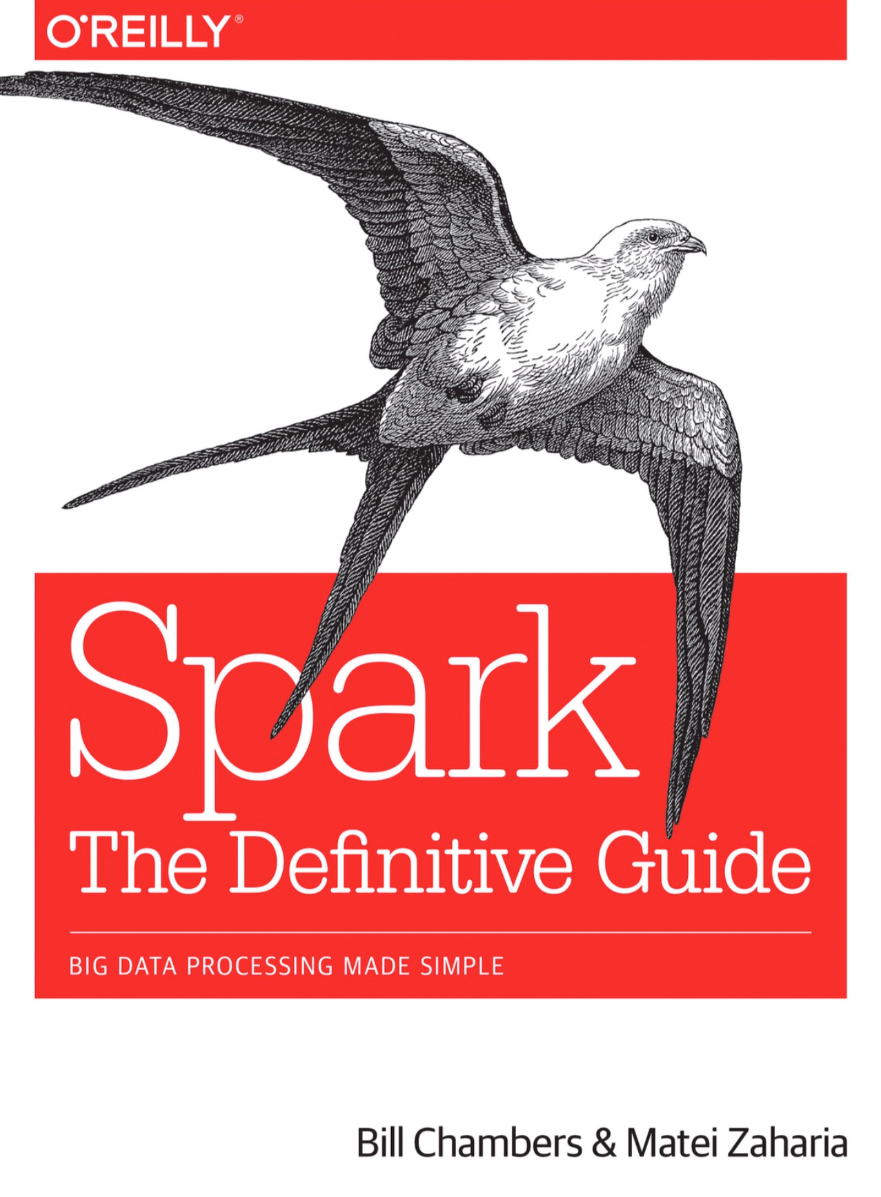 O'REILLY®
Spark
The Definitive Guide
BIG DATA PROCESSING MADE SIMPLE
Bill Chambers & Matei Zaharia